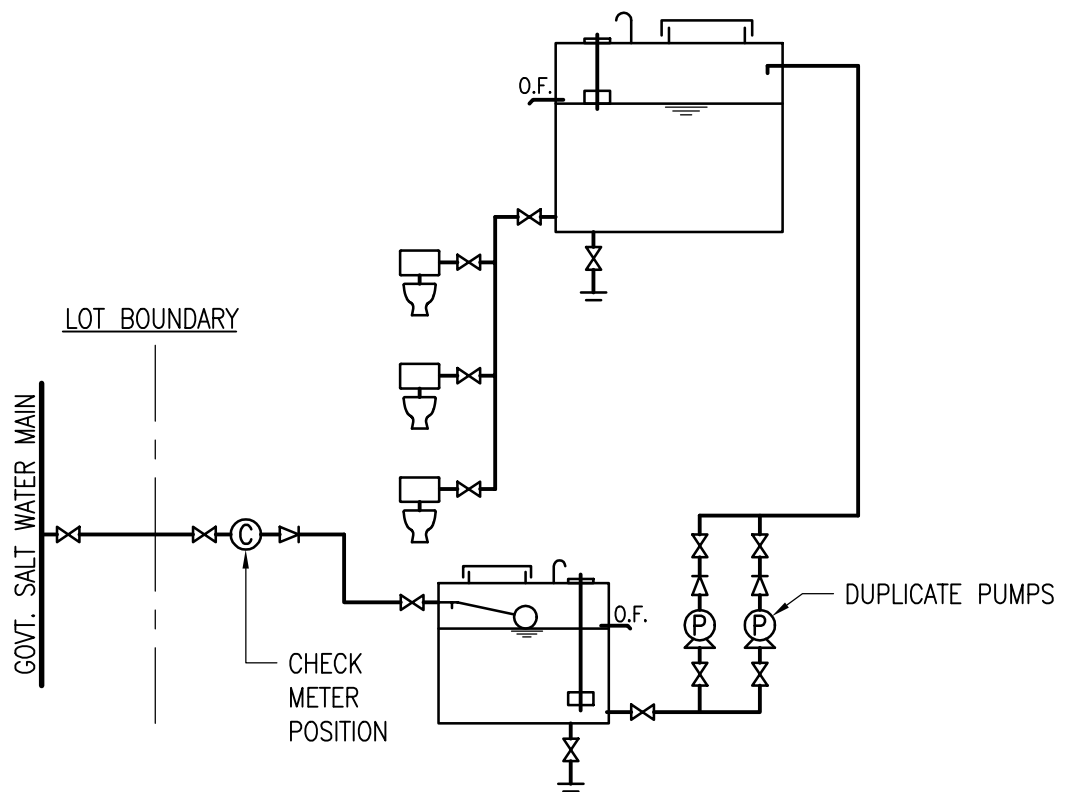 O.F.
LOT BOUNDARY
GOVT. SALT WATER MAIN
C
O.F.
P
P
DUPLICATE PUMPS
CHECK
METER
POSITION